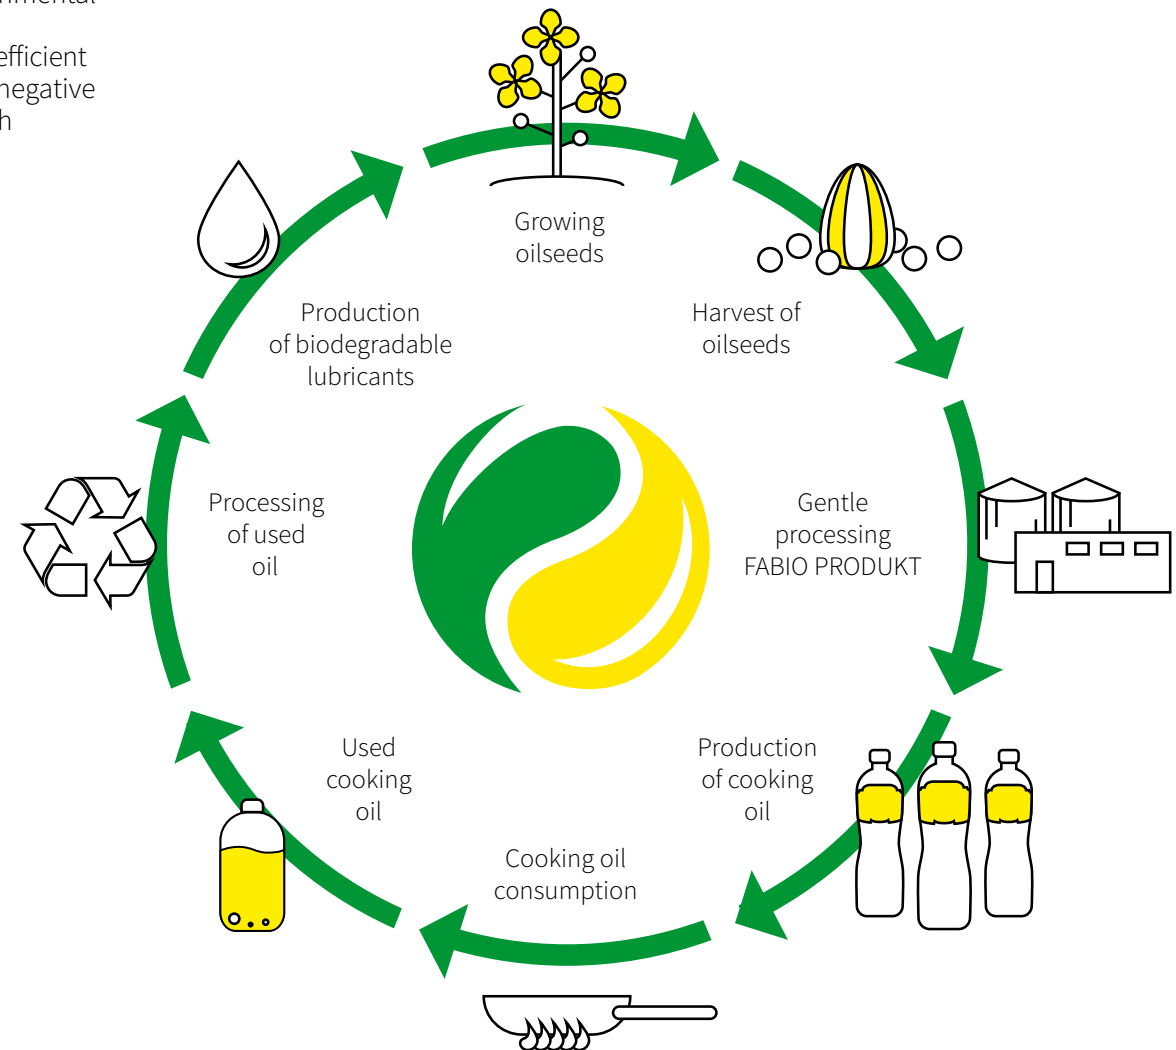 efficient
negative
Growing
oilseeds
Harvest of
oilseeds
Gentle
processing
FABIO PRODUKT
Production
of cooking
oil
Cooking oil
consumption
Used
cooking
oil
Processing
of used
oil
Production
of biodegradable
lubricants